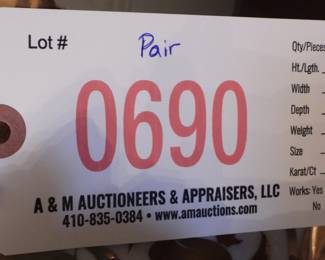 Lot # Pair
Qty/Pieces
Ht./Lgth.
Width
Depth
Weight
Size
Karat/Ct
Works: Yes
No
0690
A & M AUCTIONEERS & APPRAISERS, LLC
410-835-0384 • www.amauctions.com